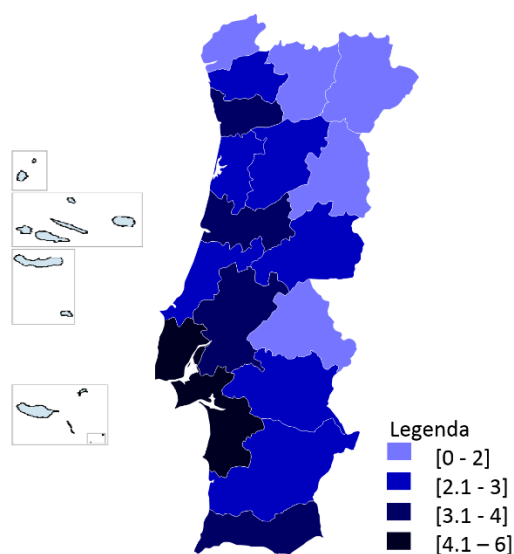 Legenda
[0 - 2]
[2.1 - 3]
[3.1 - 4]
[4.1 – 6]